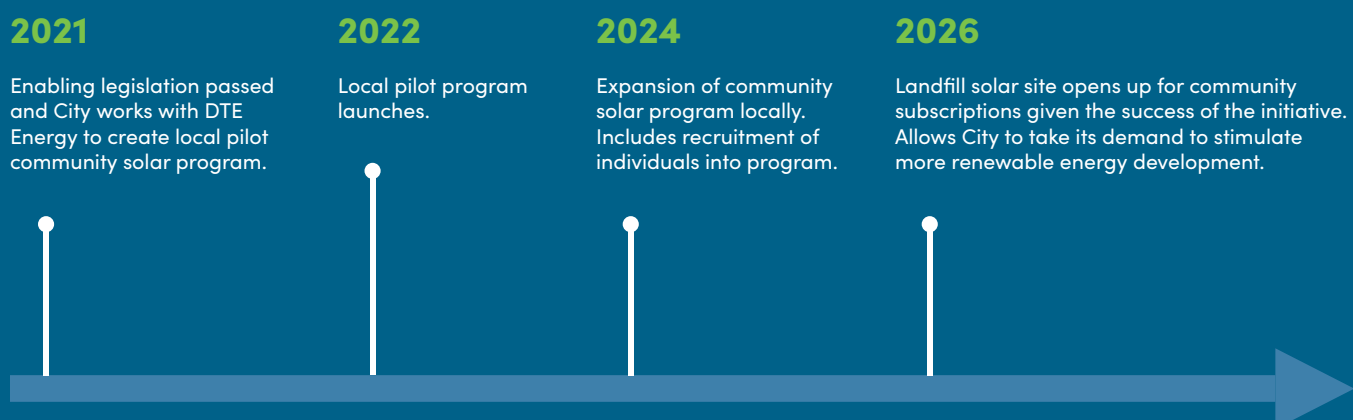 2021
Enabling legislation passed
and City works with DTE
Energy to create local pilot
community solar program.
2022
Local pilot program
launches.
2024
Expansion of community
solar program locally.
Includes recruitment of
individuals into program.
2026
Landfill solar site opens up for community
subscriptions given the success of the initiative.
Allows City to take its demand to stimulate
more renewable energy development.